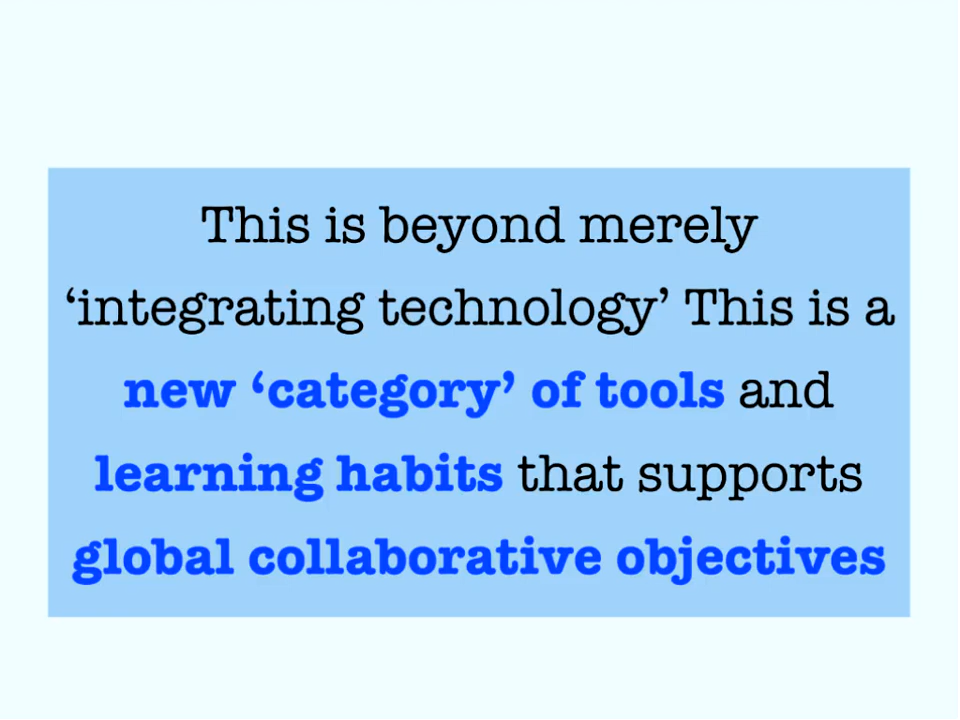 This is beyond merely
‘integrating technology’ This is a
new ‘category’ of tools and
learning habits that supports
global collaborative objectives